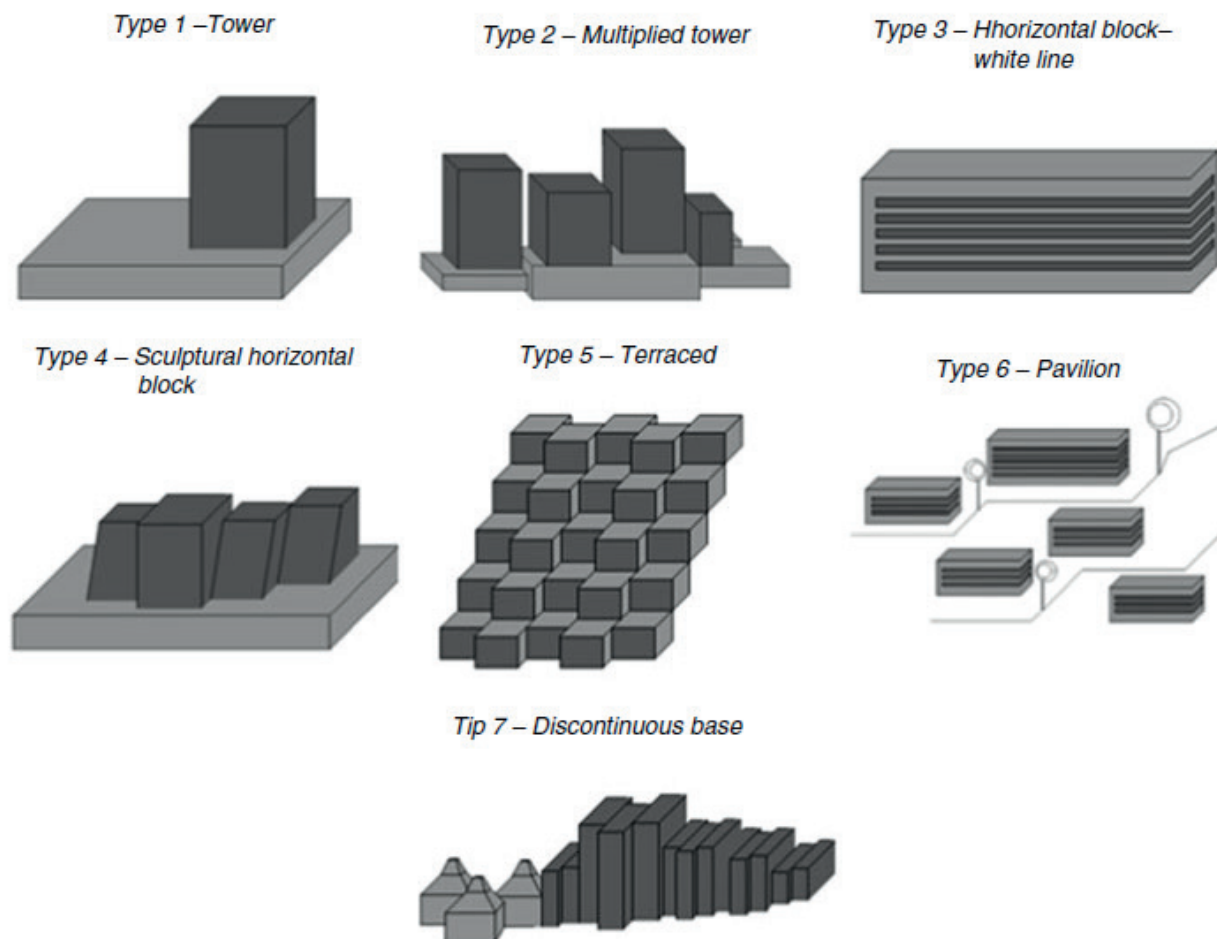 Type 1 –Tower
Type 2 – Multiplied tower
Type 3 – Hhorizontal block–
white line
Type 4 – Sculptural horizontal
block
Type 5 – Terraced
Type 6 – Pavilion
Tip 7 – Discontinuous base